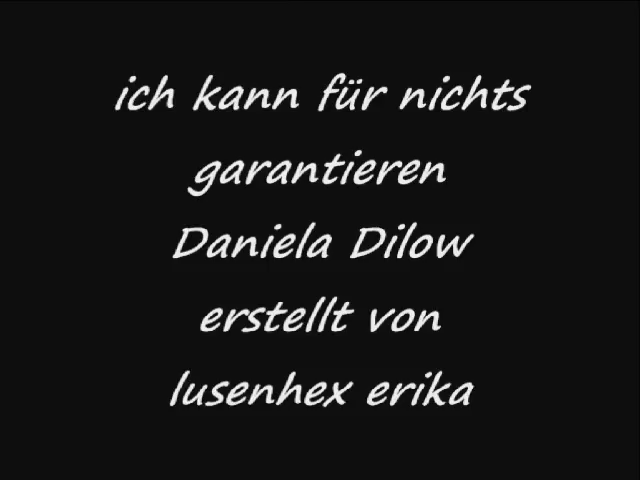 ich kann für nichts
garantieren
Daniela Dilow
erstellt von
lusenhex erika